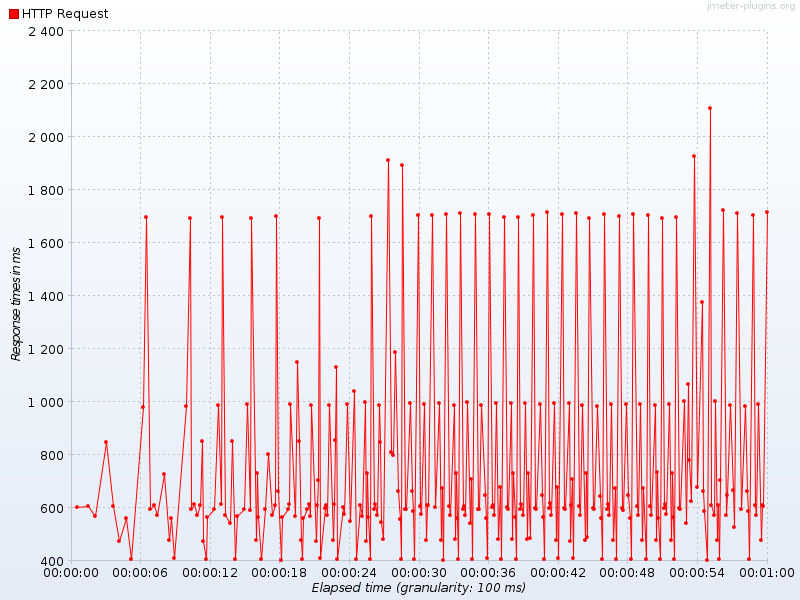 jmeter-plugins.org
HTTP Request
2 400
2 200
2 000
1 800
1 600
1 400
1 200
1 000
800
600
400
Response times in ms
00:00:00 00:00:06 00:00:12 00:00:18 00:00:24 00:00:30 00:00:36 00:00:42 00:00:48 00:00:54 00:01:00
Elapsed time (granularity: 100 ms)